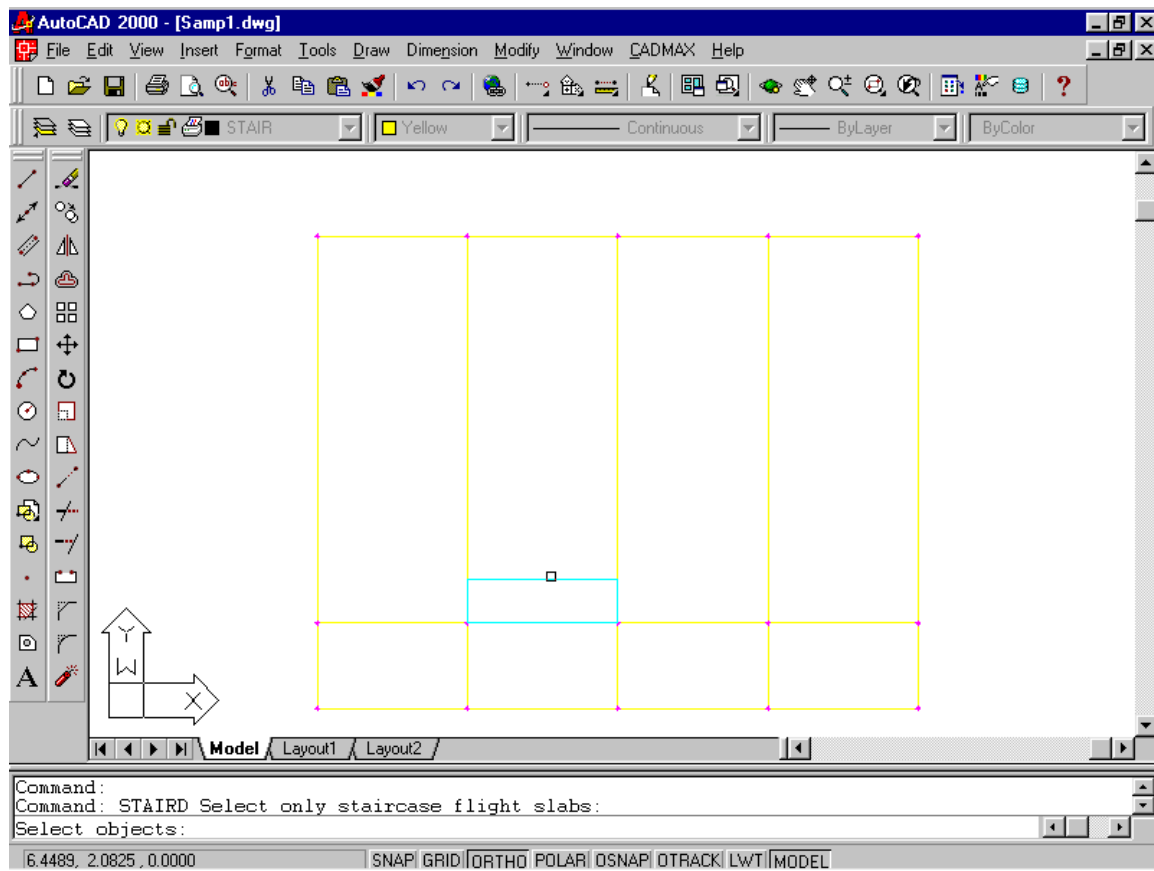 AutoCAD 2000 - [Samp1.dwg]
File Edit View Insert Format Tools Draw Dimension Modify Window CADMAX Help
STAIR Yellow Continuous ByLayer ByColor
A
Y
W
X
Model Layout1 Layout2
Command:
Command: STAIRD Select only staircase flight slabs:
Select objects:
6.4489, 2.0825 , 0.0000 SNAP GRID ORTHO POLAR OSNAP OTRACK LWT MODEL